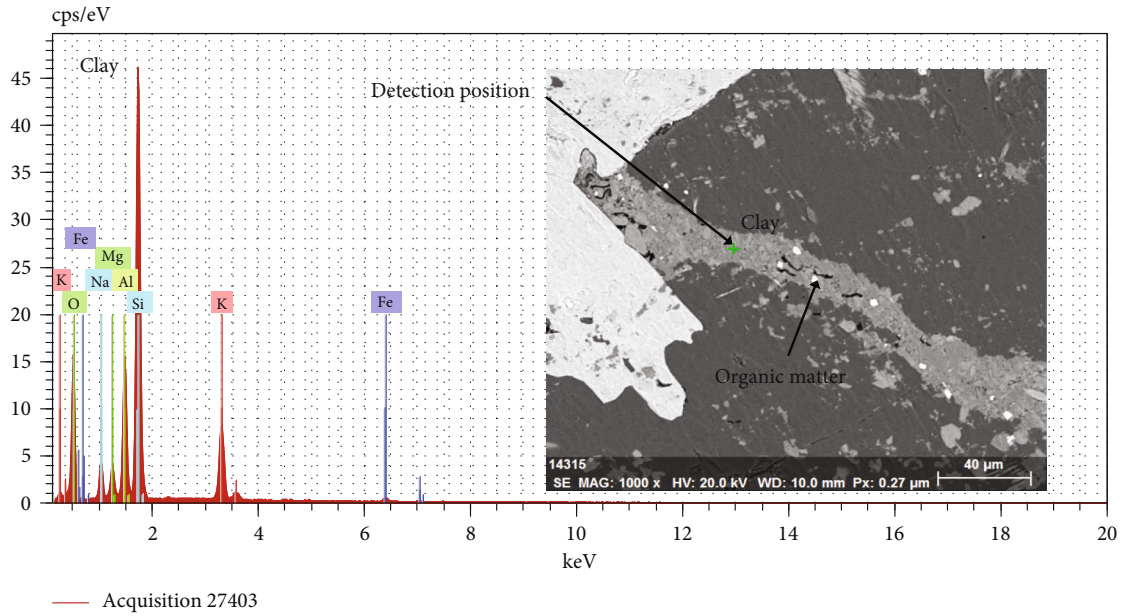 cps/eV
Clay
45
40
35
30
25
20
15
10
5
0
Fe
Mg
K
Na
Al
O
Si
K
Fe
Detection position
Clay
Organic matter
14315
40 µm
SE MAG: 1000 x HV: 20.0 kV WD: 10.0 mm Px: 0.27 µm
2 4 6 8 10 12 14 16 18 20
keV
Acquisition 27403